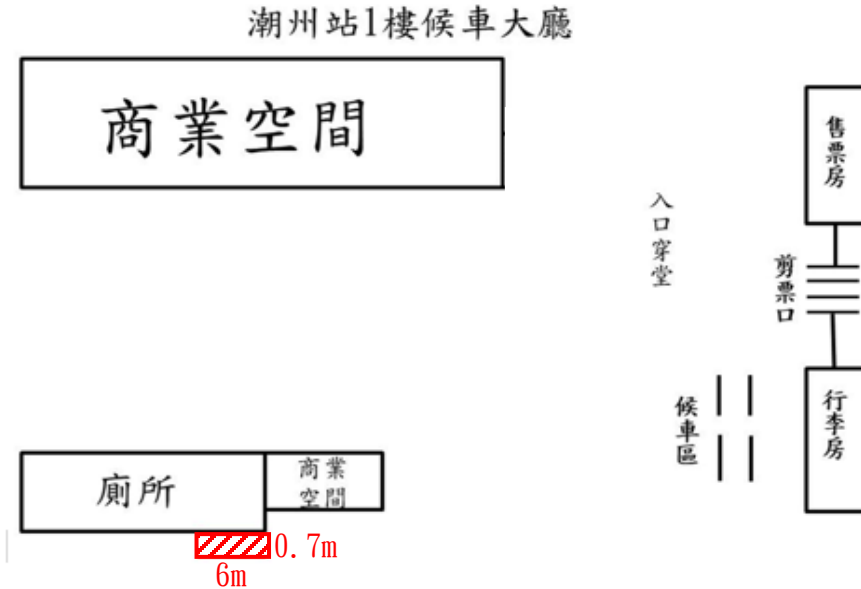 潮州站1樓候車大廳
商業空間
售票房
入口穿堂
剪票口
候車區
行李房
廁所
商業
空間
0.7m
6m